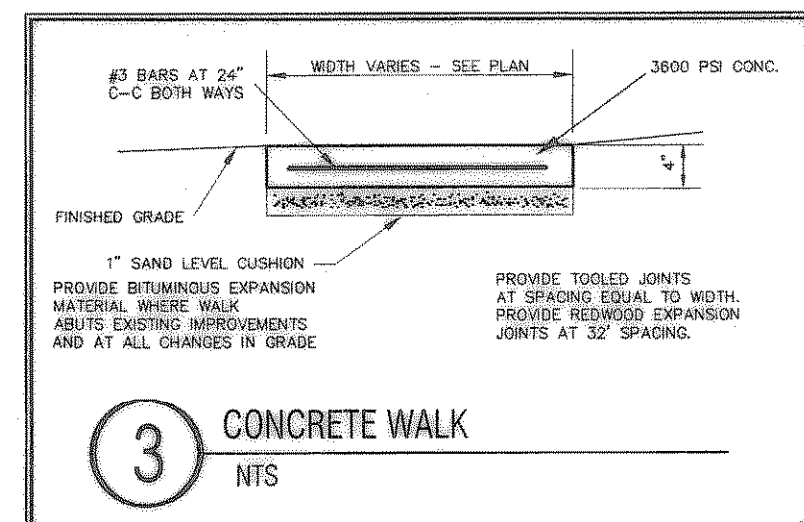 #3 BARS AT 24"
C-C BOTH WAYS
WIDTH VARIES - SEE PLAN
3600 PSI CONC.
4"
FINISHED GRADE
1" SAND LEVEL CUSHION
PROVIDE BITUMINOUS EXPANSION
MATERIAL WHERE WALK
ABUTS EXISTING IMPROVEMENTS
AND AT ALL CHANGES IN GRADE
PROVIDE TOOLED JOINTS
AT SPACING EQUAL TO WIDTH.
PROVIDE REDWOOD EXPANSION
JOINTS AT 32' SPACING.
3
CONCRETE WALK
NTS